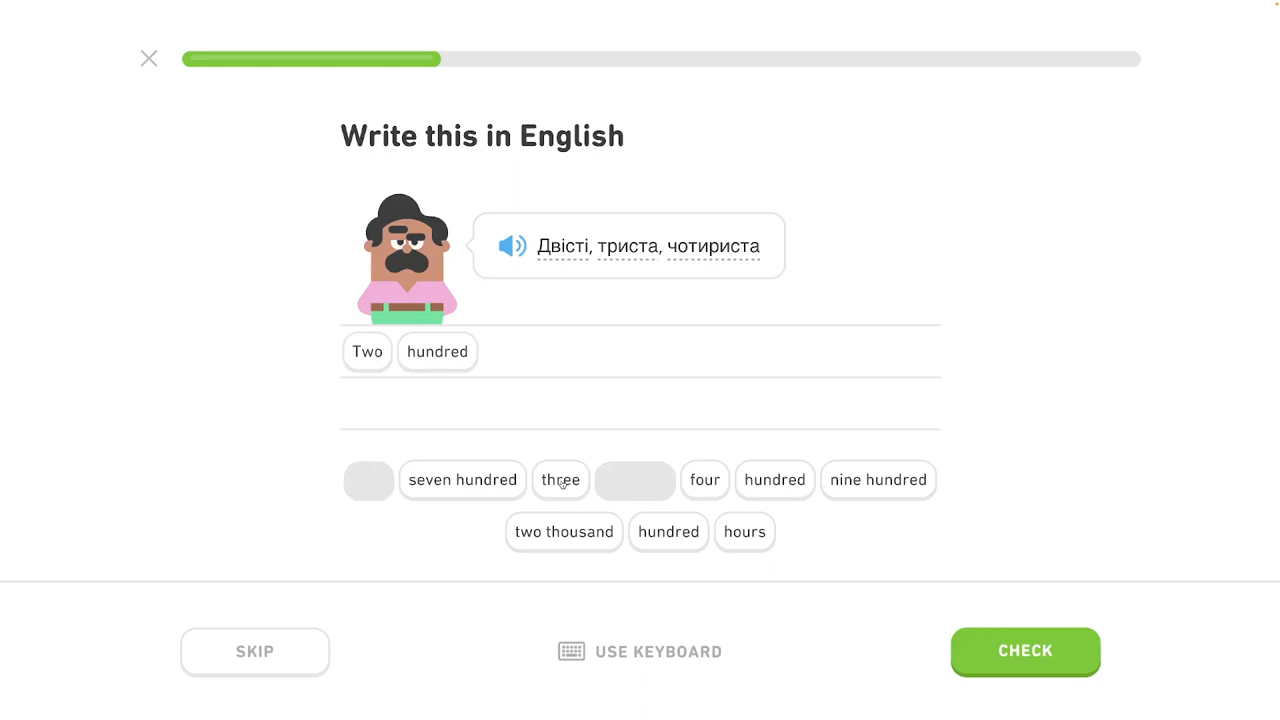 Write this in English
Двісті, триста, чотириста
Two hundred
seven hundred three four hundred nine hundred
two thousand hundred hours
SKIP USE KEYBOARD CHECK